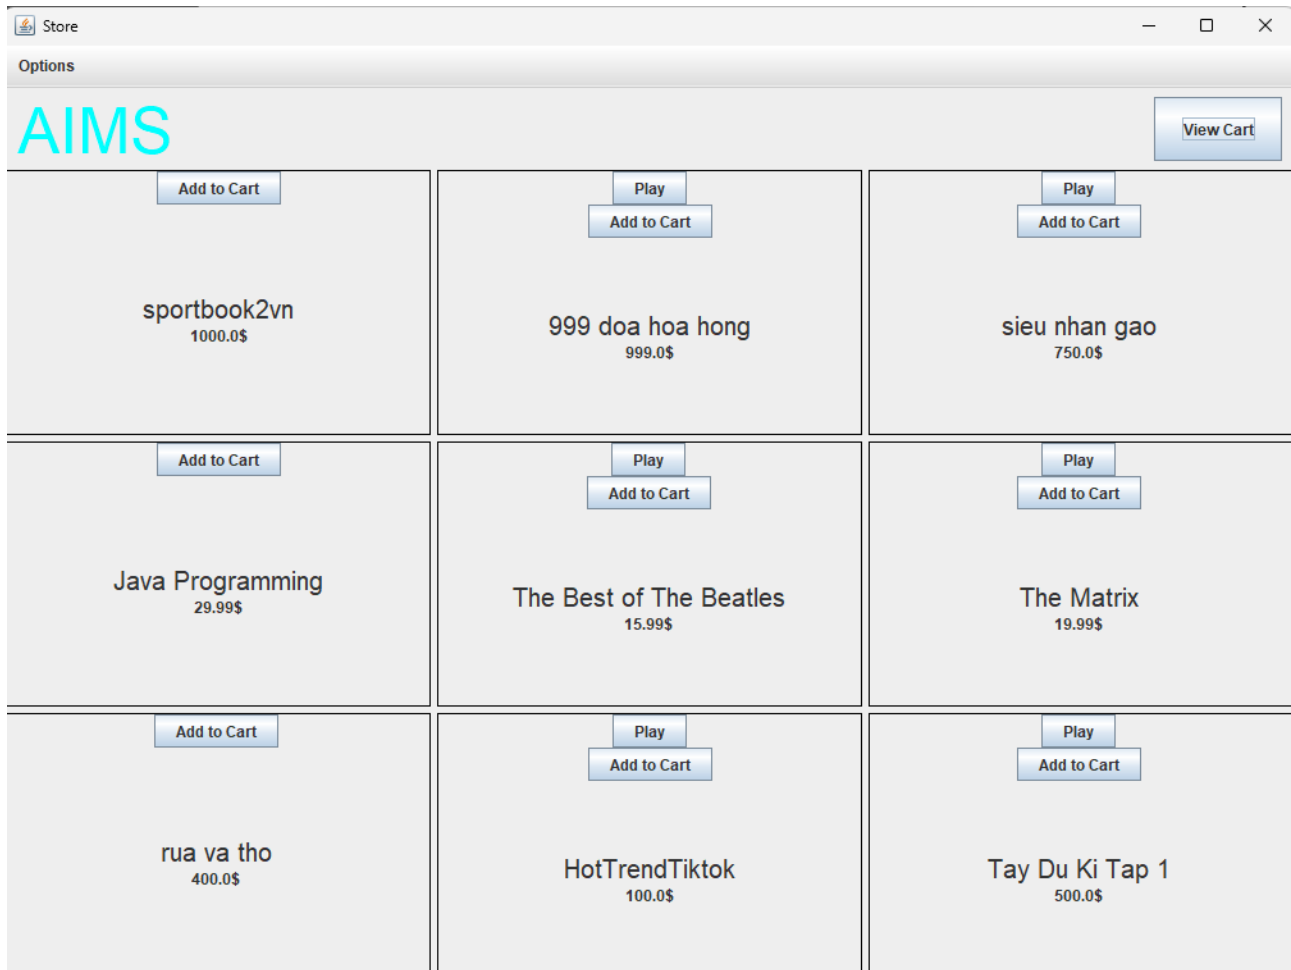 Store
Options
AIMS
View Cart
Add to Cart
sportbook2vn
1000.0$
Play
Add to Cart
999 doa hoa hong
999.0$
Play
Add to Cart
sieu nhan gao
750.0$
Add to Cart
Java Programming
29.99$
Play
Add to Cart
The Best of The Beatles
15.99$
Play
Add to Cart
The Matrix
19.99$
Add to Cart
rua va tho
400.0$
Play
Add to Cart
HotTrendTiktok
100.0$
Play
Add to Cart
Tay Du Ki Tap 1
500.0$